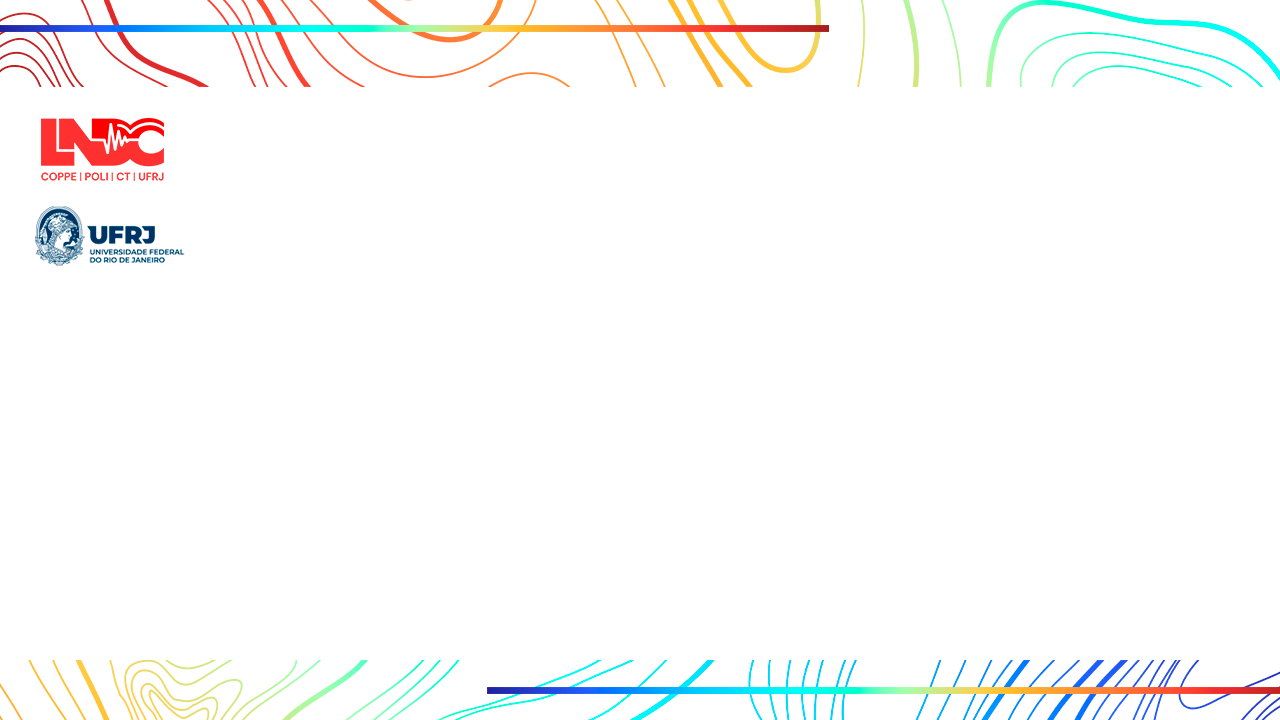 LNDC
COPPE | POLI | CT | UFRJ
UFRJ
UNIVERSIDADE FEDERAL
DO RIO DE JANEIRO